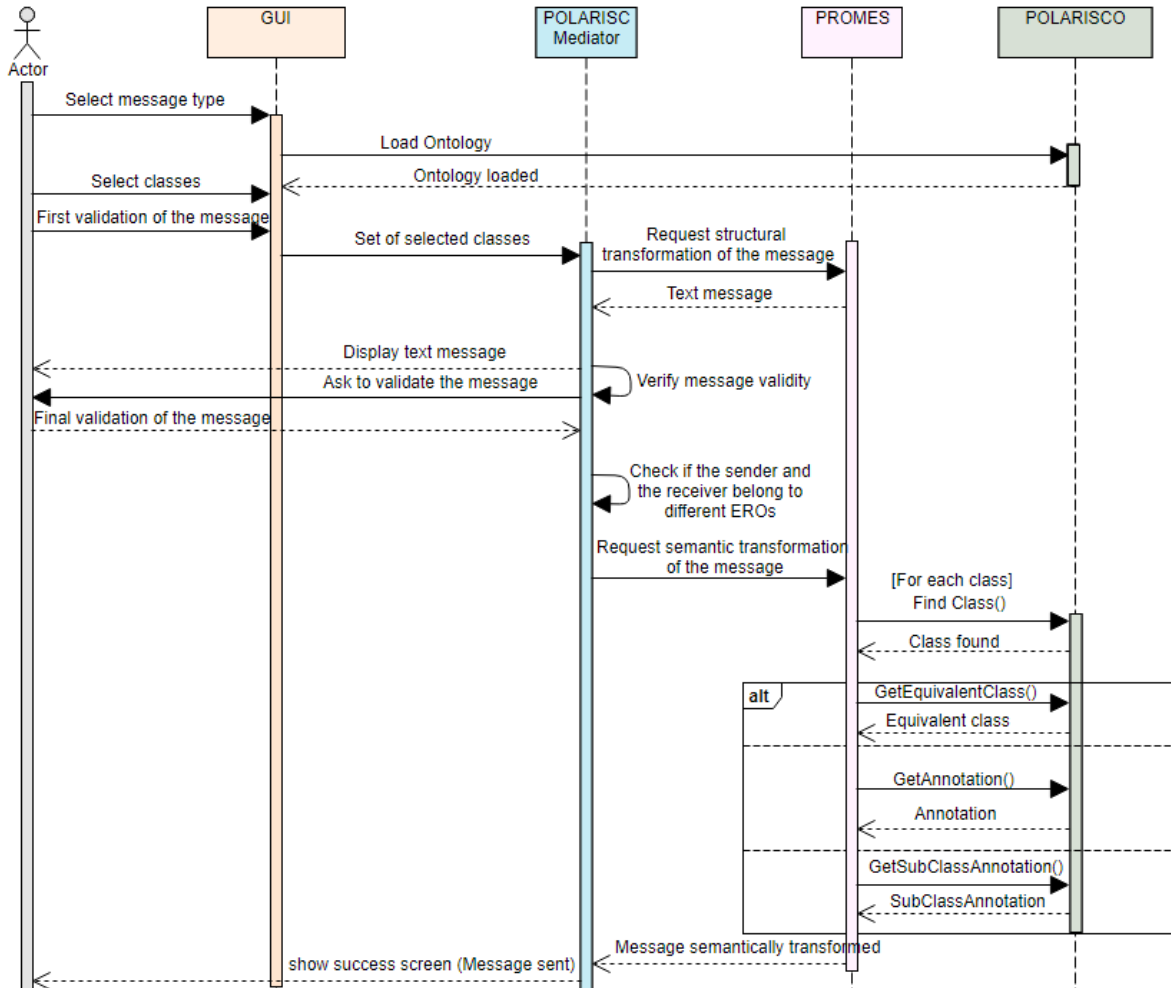 GUI
POLARISC
Mediator
PROMES
POLARISCO
Actor
Select message type
Load Ontology
Ontology loaded
Select classes
First validation of the message
Set of selected classes
Request structural
transformation of the message
Text message
Display text message
Verify message validity
Ask to validate the message
Final validation of the message
Check if the sender and
the receiver belong to
different EROs
Request semantic transformation
of the message
[For each class]
Find Class()
Class found
alt
GetEquivalentClass()
Equivalent class
GetAnnotation()
Annotation
GetSubClassAnnotation()
SubClassAnnotation
Message semantically transformed
show success screen (Message sent)